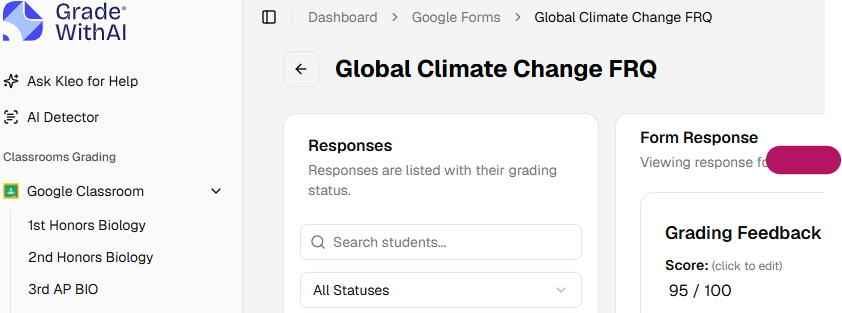 Grade
WithAI
Ask Kleo for Help
AI Detector
Classrooms Grading
Google Classroom
1st Honors Biology
2nd Honors Biology
3rd AP BIO
Dashboard > Google Forms > Global Climate Change FRQ
Global Climate Change FRQ
Responses
Responses are listed with their grading
status.
Search students...
All Statuses
Form Response
Viewing response
Grading Feedback
Score: (click to edit)
95 / 100